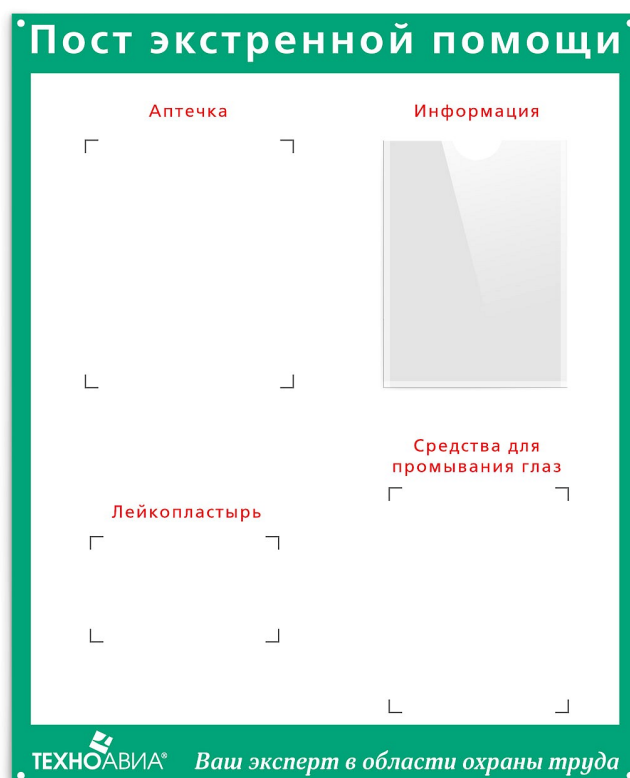 Пост экстренной помощи
Аптечка
Информация
Средства для
промывания глаз
Лейкопластырь
ТЕХНОАВИА®
Ваш эксперт в области охраны труда